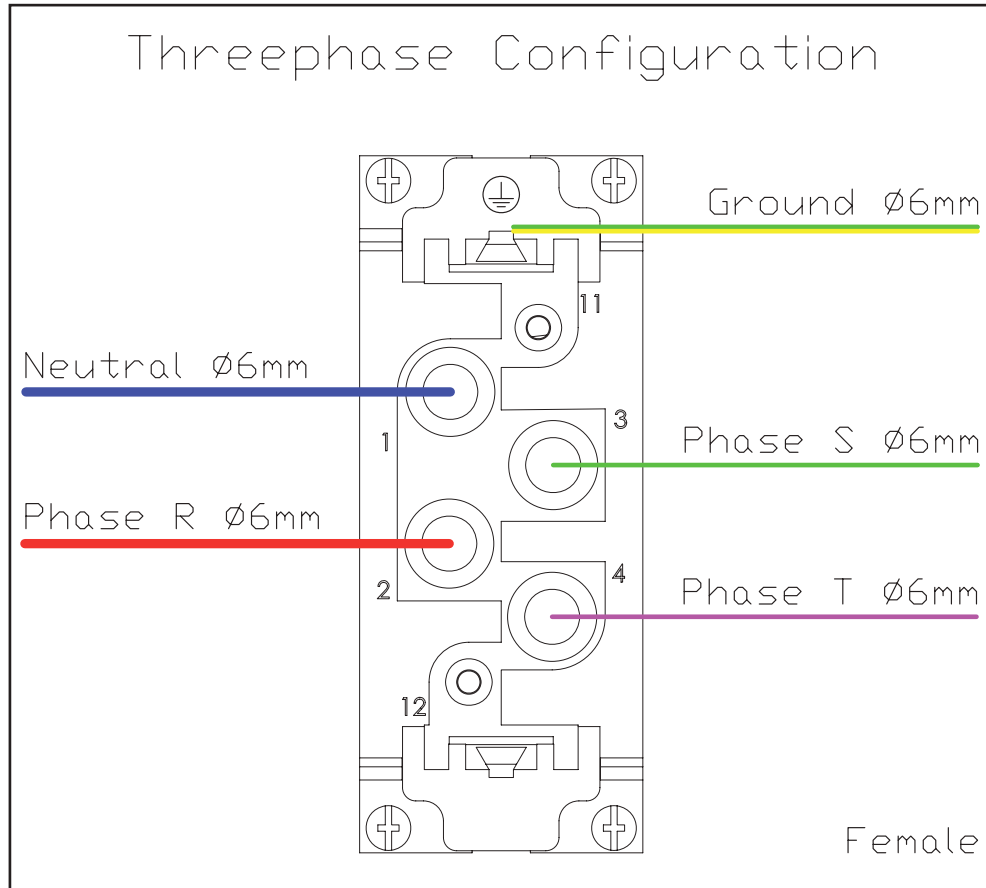 Threephase Configuration
Ground Ø6mm
11
Neutral Ø6mm
3
1
Phase S Ø6mm
Phase R Ø6mm
4
2
Phase T Ø6mm
12
Female